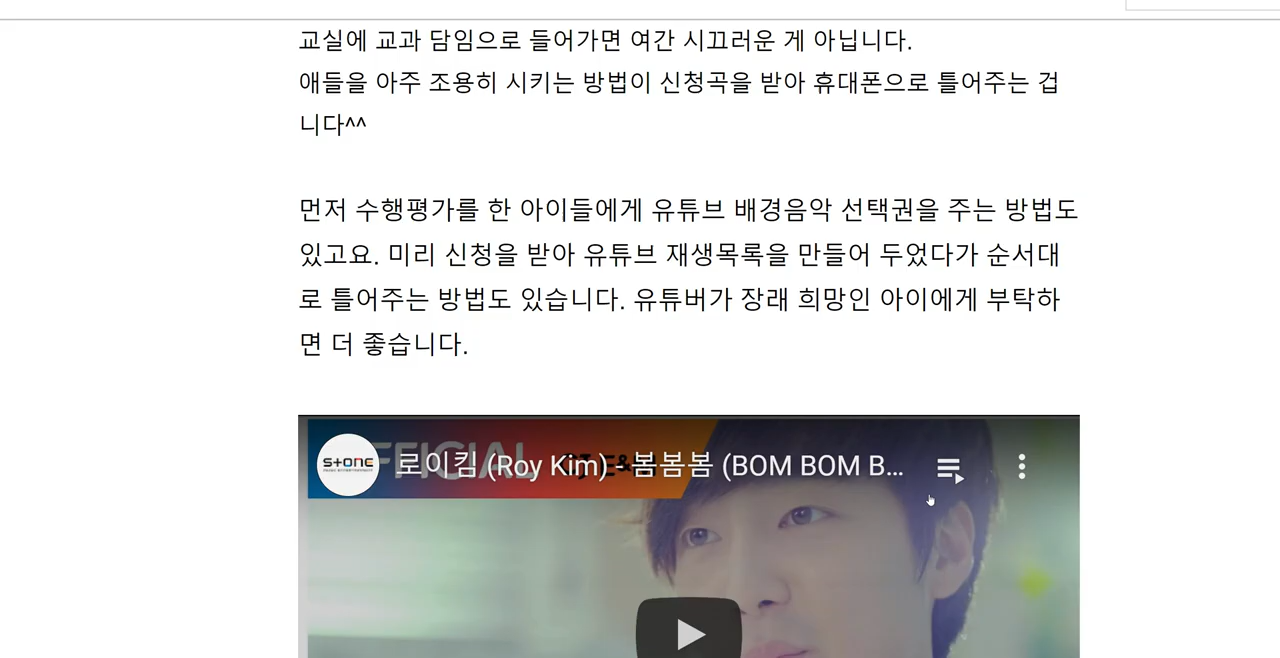 교실에 교과 담임으로 들어가면 여간 시끄러운 게 아닙니다.
애들을 아주 조용히 시키는 방법이 신청곡을 받아 휴대폰으로 틀어주는 겁
니다^^
먼저 수행평가를 한 아이들에게 유튜브 배경음악 선택권을 주는 방법도
있고요. 미리 신청을 받아 유튜브 재생목록을 만들어 두었다가 순서대
로 틀어주는 방법도 있습니다. 유튜버가 장래 희망인 아이에게 부탁하
면 더 좋습니다.
OFFICIAL
STONE
로이킴 (Roy Kim) - 봄봄봄 (BOM BOM B...